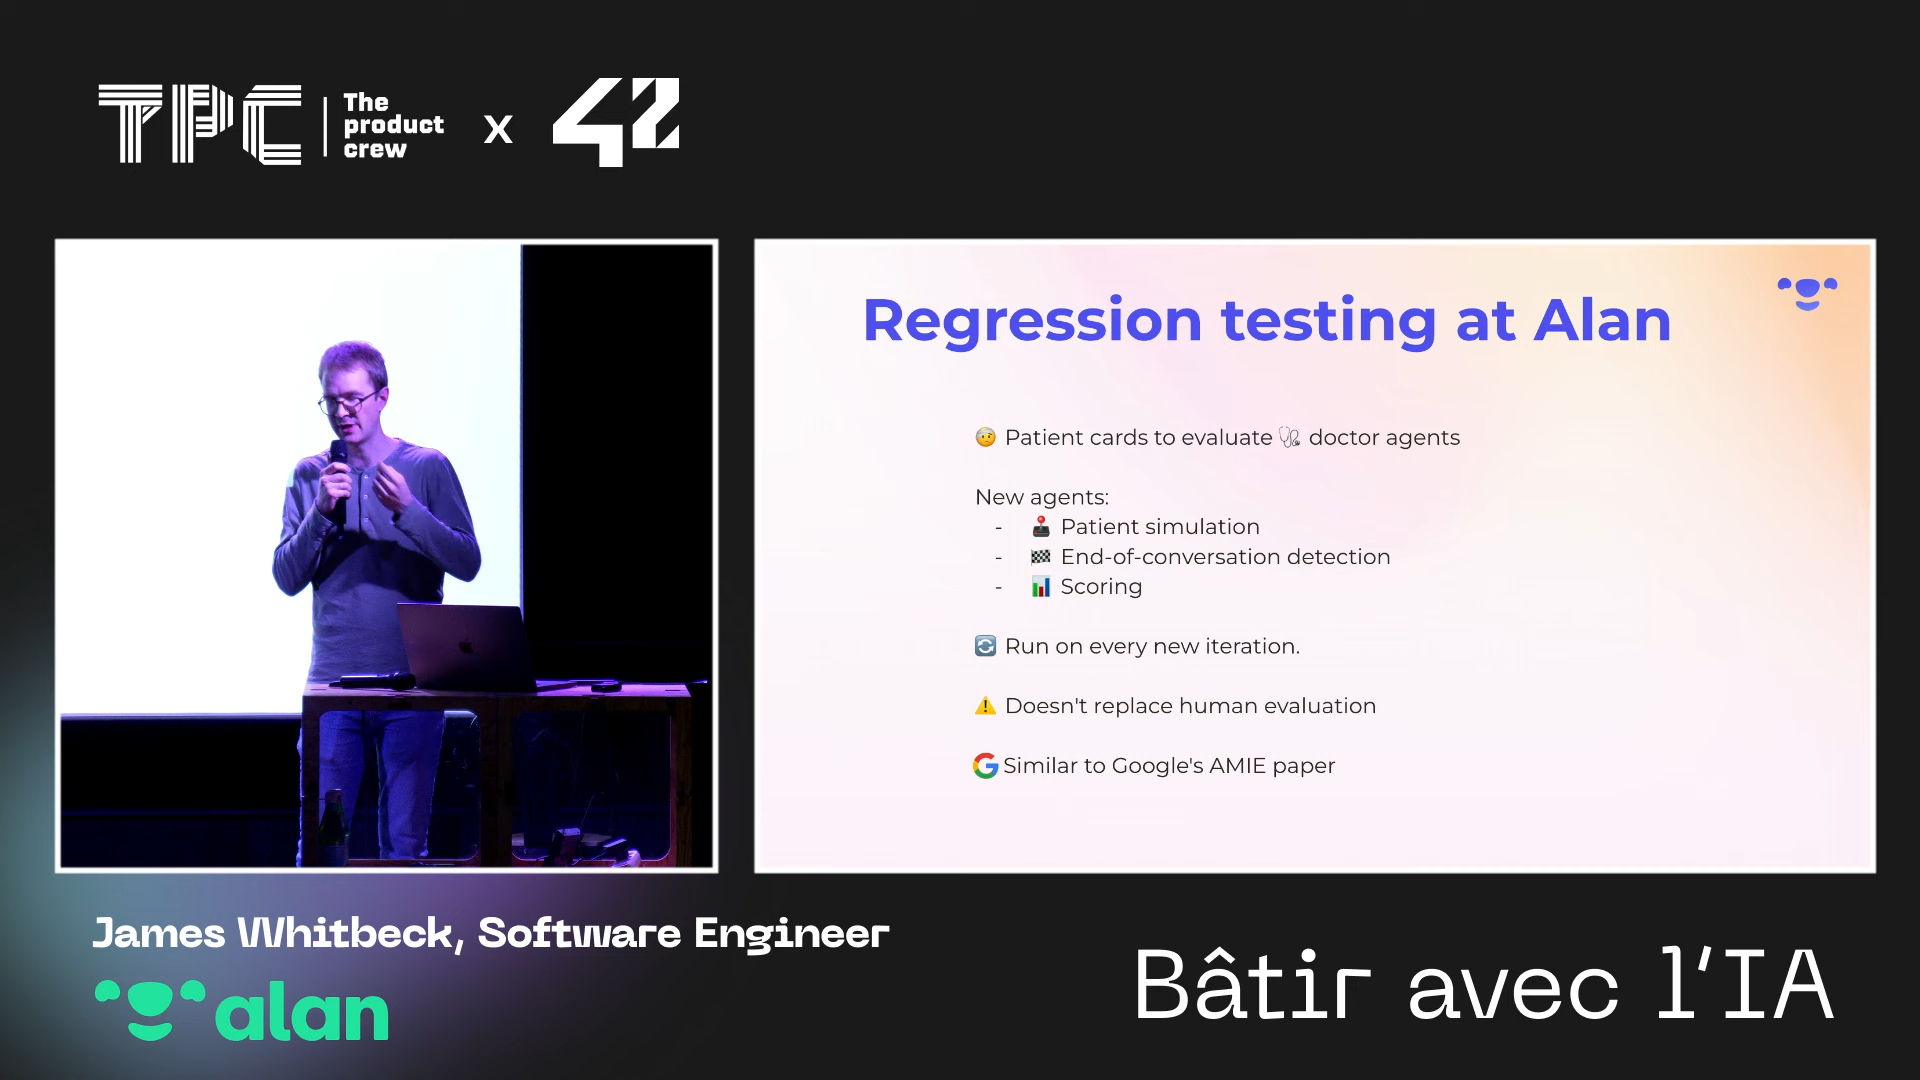 TPC
The
product
crew
x
42
Regression testing at Alan
🤕 Patient cards to evaluate 🩺 doctor agents
New agents:
- 🕹️ Patient simulation
- 🏁 End-of-conversation detection
- 📊 Scoring
🔄 Run on every new iteration.
⚠️ Doesn't replace human evaluation
G Similar to Google's AMIE paper
James Whitbeck, Software Engineer
alan
Bâtir avec l'IA